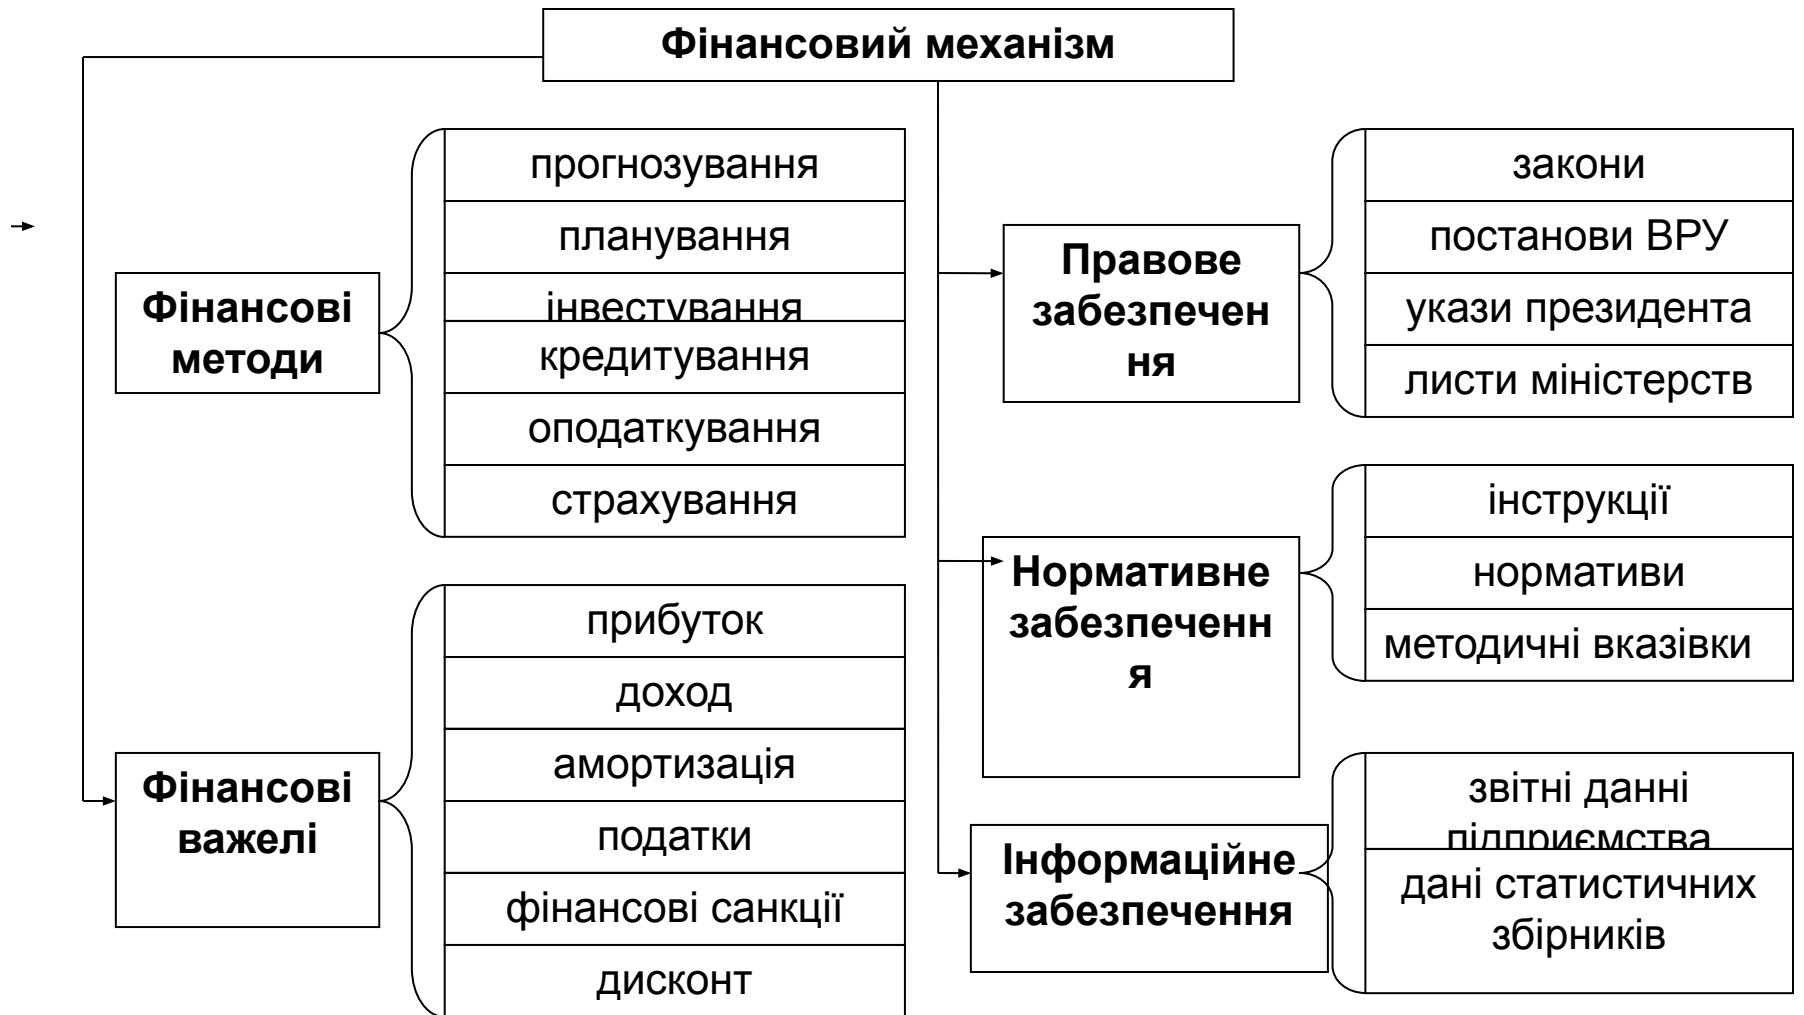 Фінансовий механізм
Фінансові
методи
прогнозування
планування
інвестування
кредитування
оподаткування
страхування
Фінансові
важелі
прибуток
доход
амортизація
податки
фінансові санкції
дисконт
Правове
забезпечен
ня
закони
постанови ВРУ
укази президента
листи міністерств
Нормативне
забезпеченн
я
інструкції
нормативи
методичні вказівки
Інформаційне
забезпечення
звітні данні
підприємства
дані статистичних
збірників